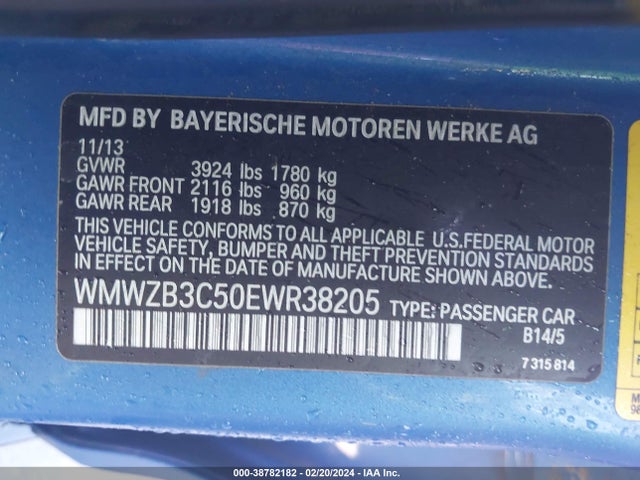 MFD BY BAYERISCHE MOTOREN WERKE AG
11/13
GVWR 3924 lbs 1780 kg
GAWR FRONT 2116 lbs 960 kg
GAWR REAR 1918 lbs 870 kg
THIS VEHICLE CONFORMS TO ALL APPLICABLE U.S.FEDERAL MOTOR
VEHICLE SAFETY, BUMPER AND THEFT PREVENTION STANDARDS
IN EFFECT ON THE DATE OF MANUFACTURE SHOWN ABOVE.
WMWZB3C50EWR38205 TYPE: PASSENGER CAR
B14/5
7 315 814
000-38782182 - 02/20/2024 - IAA Inc.